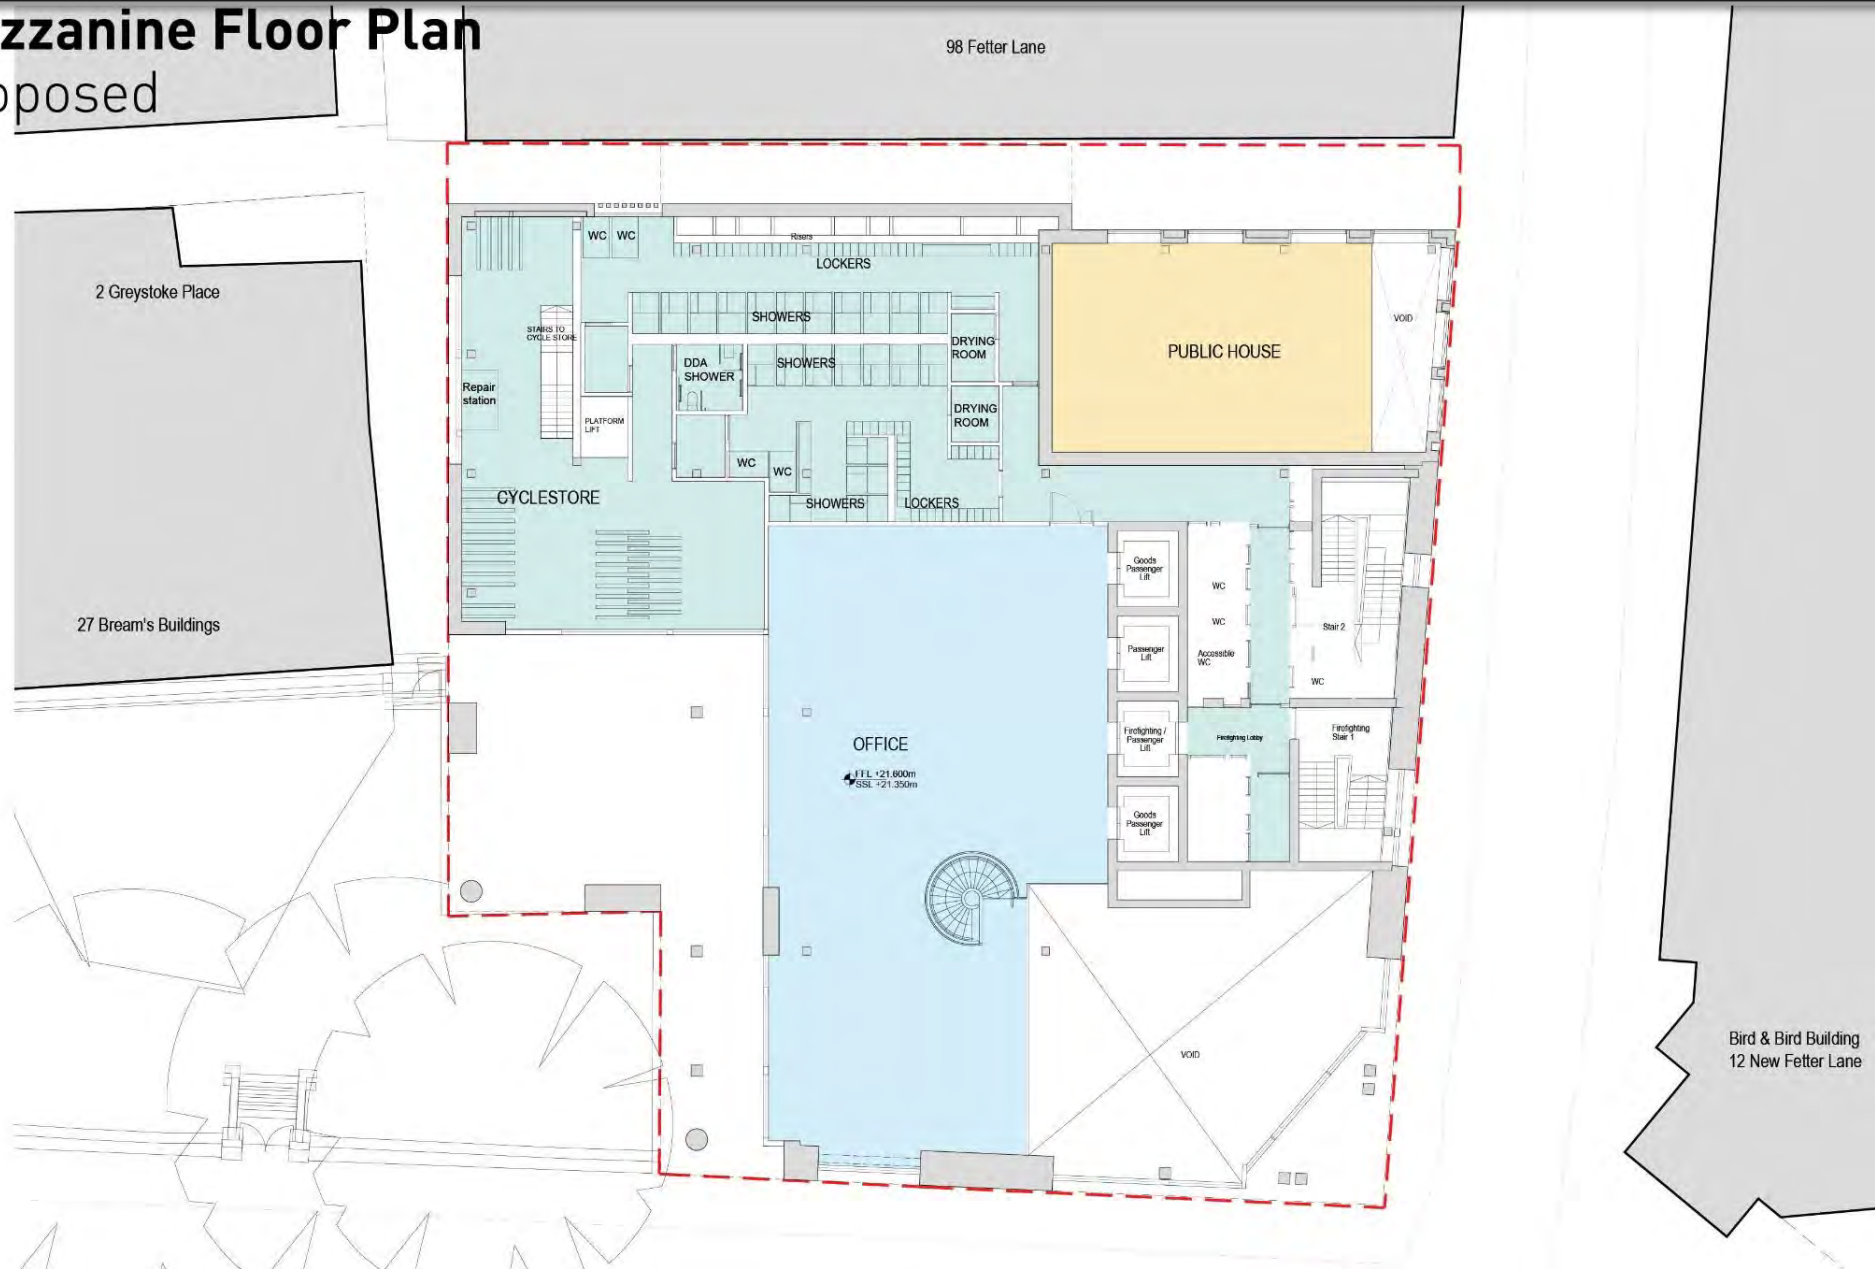 zzanine Floor Plan
oposed
98 Fetter Lane
2 Greystoke Place
27 Bream's Buildings
WC
WC
Risers
LOCKERS
SHOWERS
STAIRS TO
CYCLE STORE
DRYING
ROOM
DDA
SHOWER
SHOWERS
Repair
station
PLATFORM
LIFT
DRYING
ROOM
WC
WC
CYCLESTORE
SHOWERS
LOCKERS
PUBLIC HOUSE
VOID
Goods
Passenger
Lift
WC
WC
Accessible
WC
Stair 2
WC
Passenger
Lift
Firefighting /
Passenger
Lift
Firefighting Lobby
Firefighting
Stair 1
Goods
Passenger
Lift
OFFICE
FFL +21.600m
SSL +21.350m
VOID
Bird & Bird Building
12 New Fetter Lane